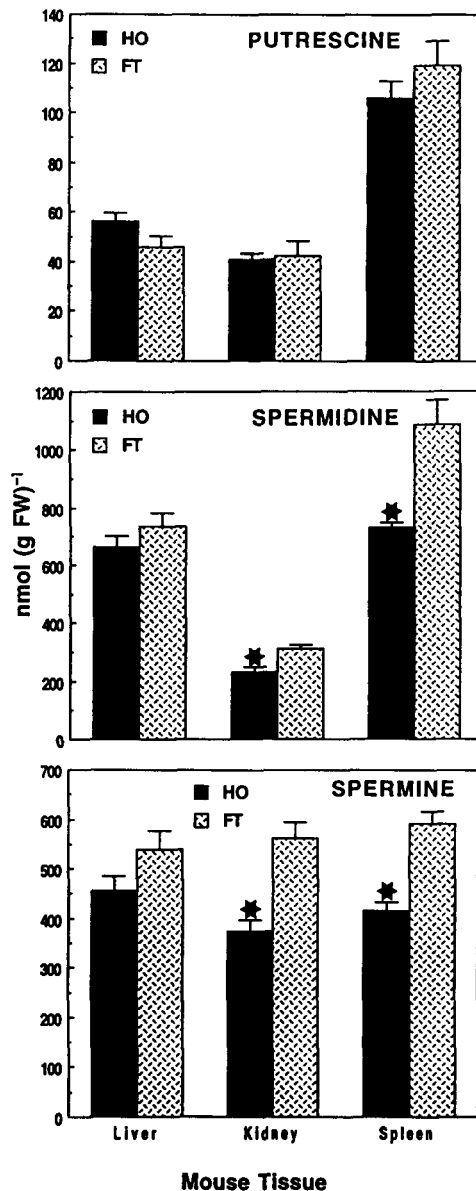 140
120
100
80
60
40
20
0
HO
FT
PUTRESCINE
nmol (g FW)⁻¹
1200
1000
800
600
400
200
0
HO
FT
SPERMIDINE
700
600
500
400
300
200
100
0
HO
FT
SPERMINE
Liver Kidney Spleen
Mouse Tissue